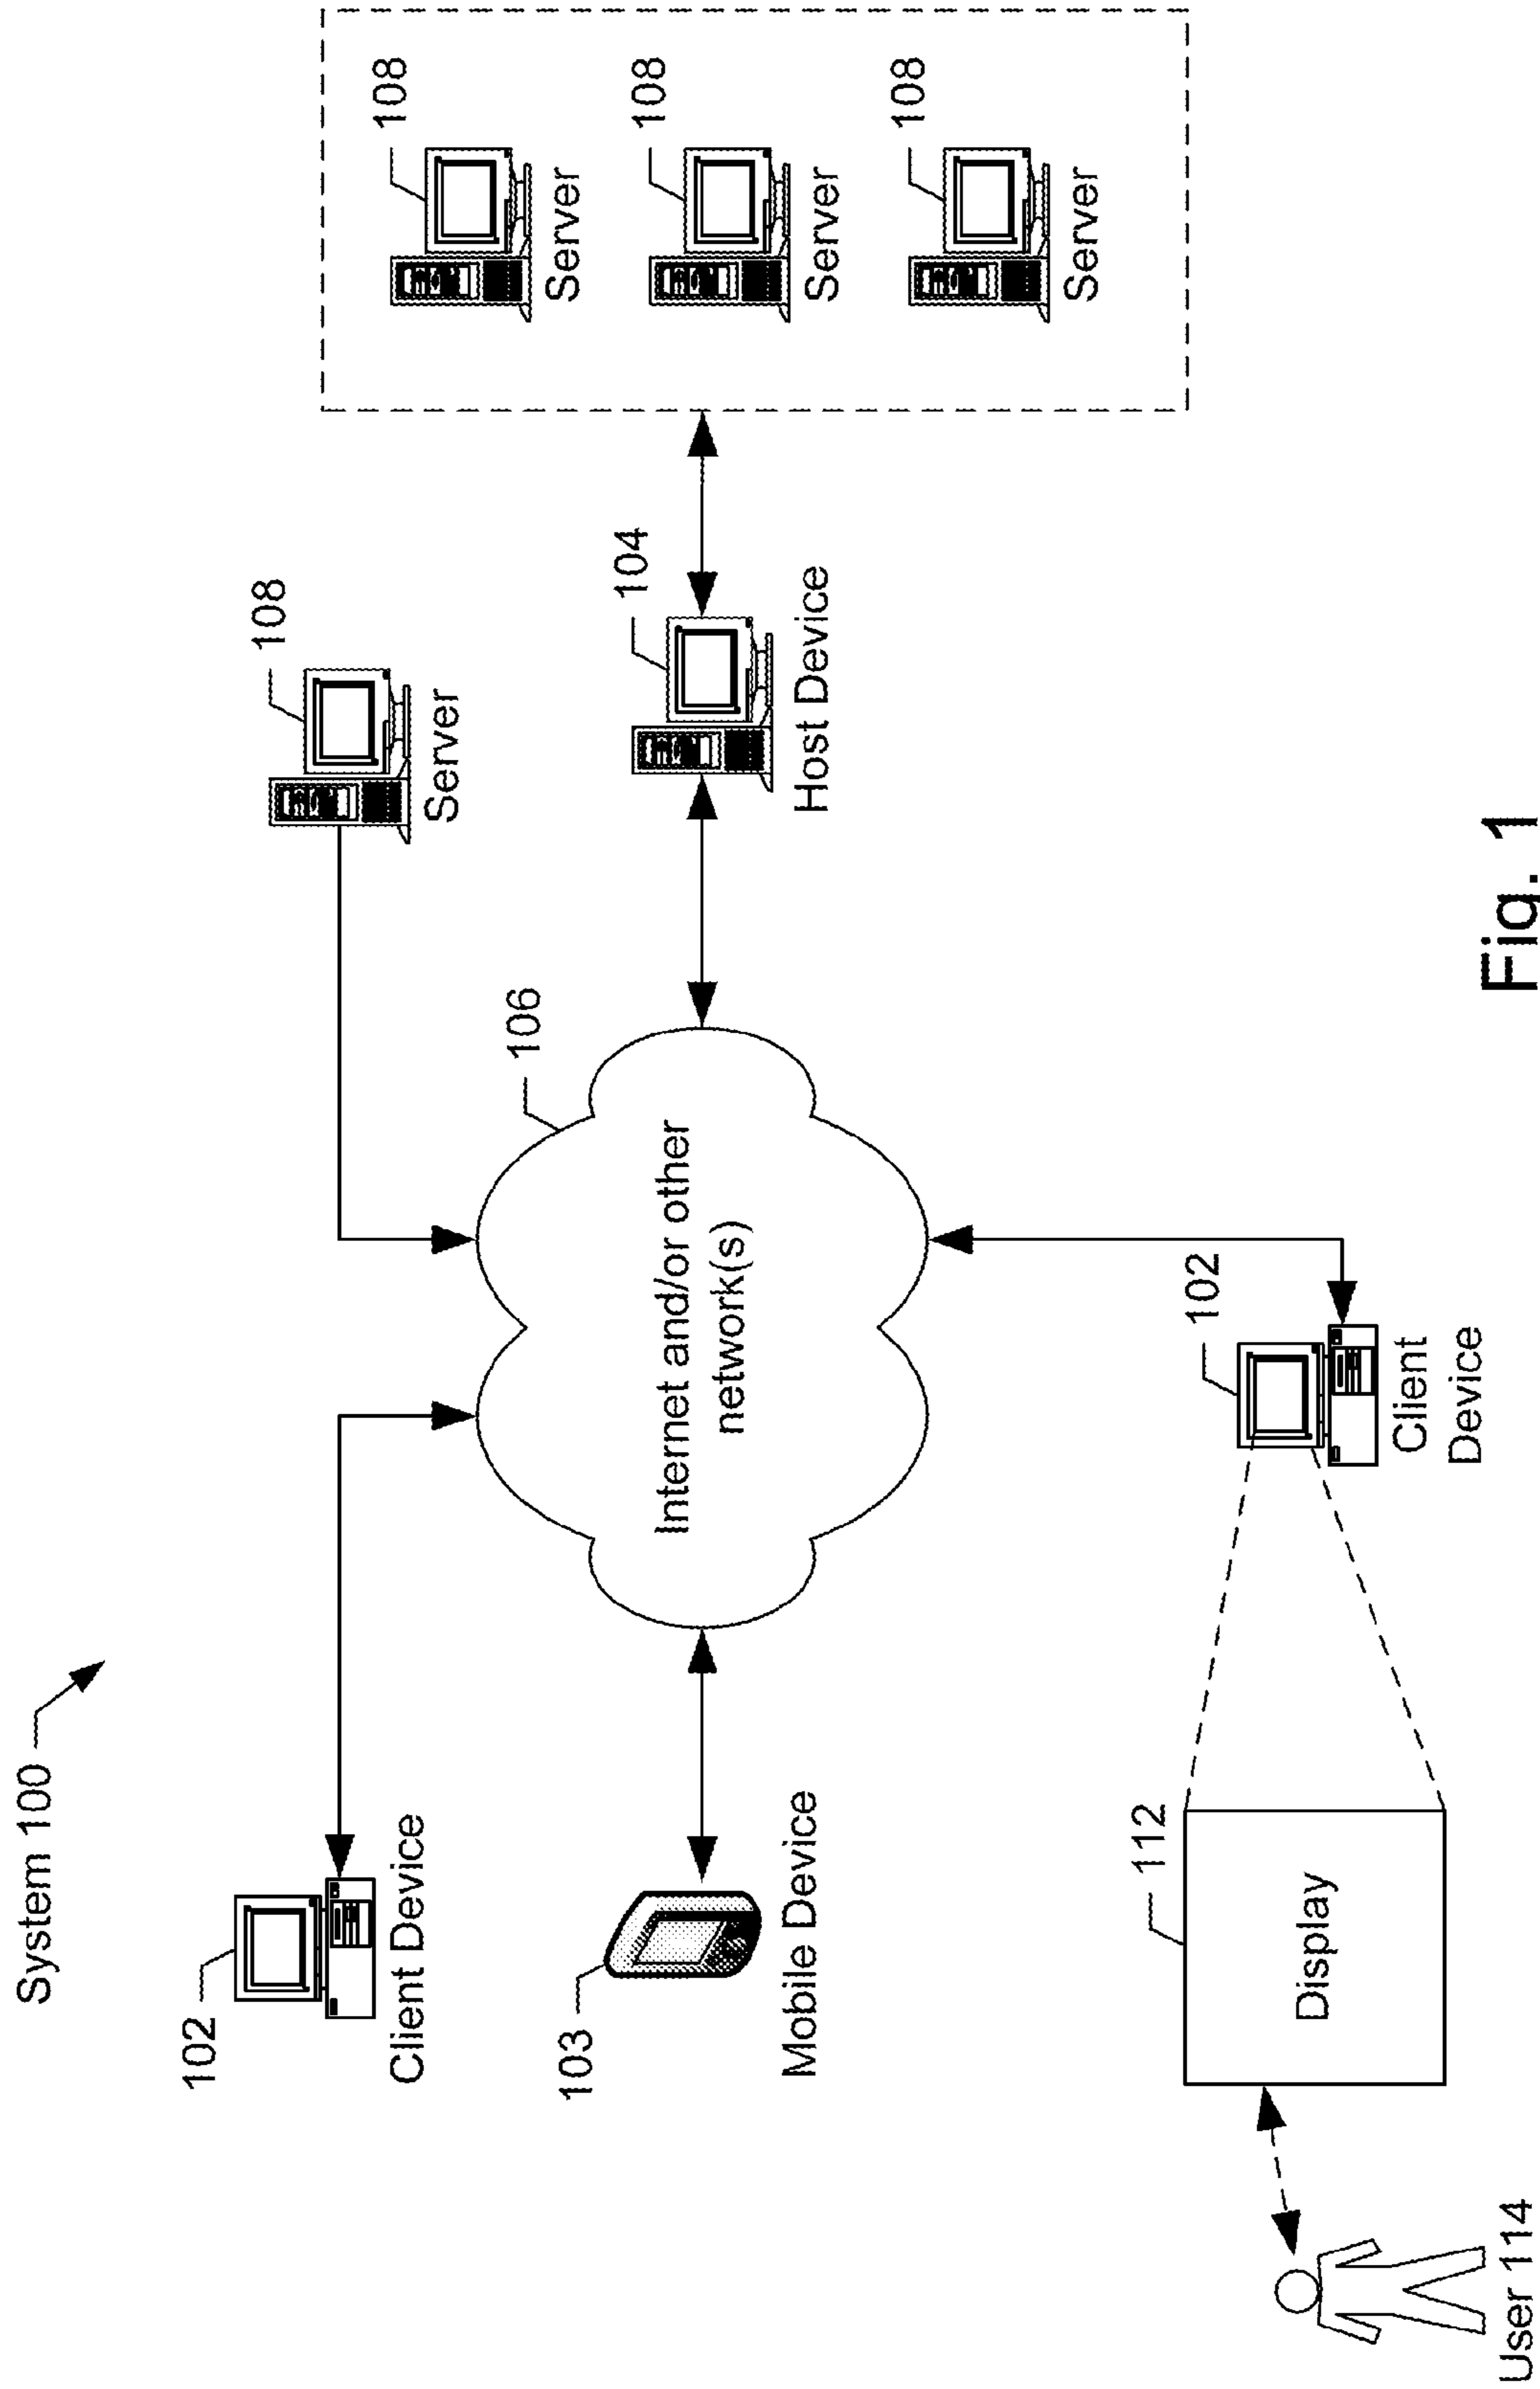 System 100
102
Client Device
108
Server
108
Server
103
Mobile Device
106
Internet and/or other
network(s)
104
Host Device
108
Server
108
Server
112
Display
102
Client
Device
User 114
Fig. 1